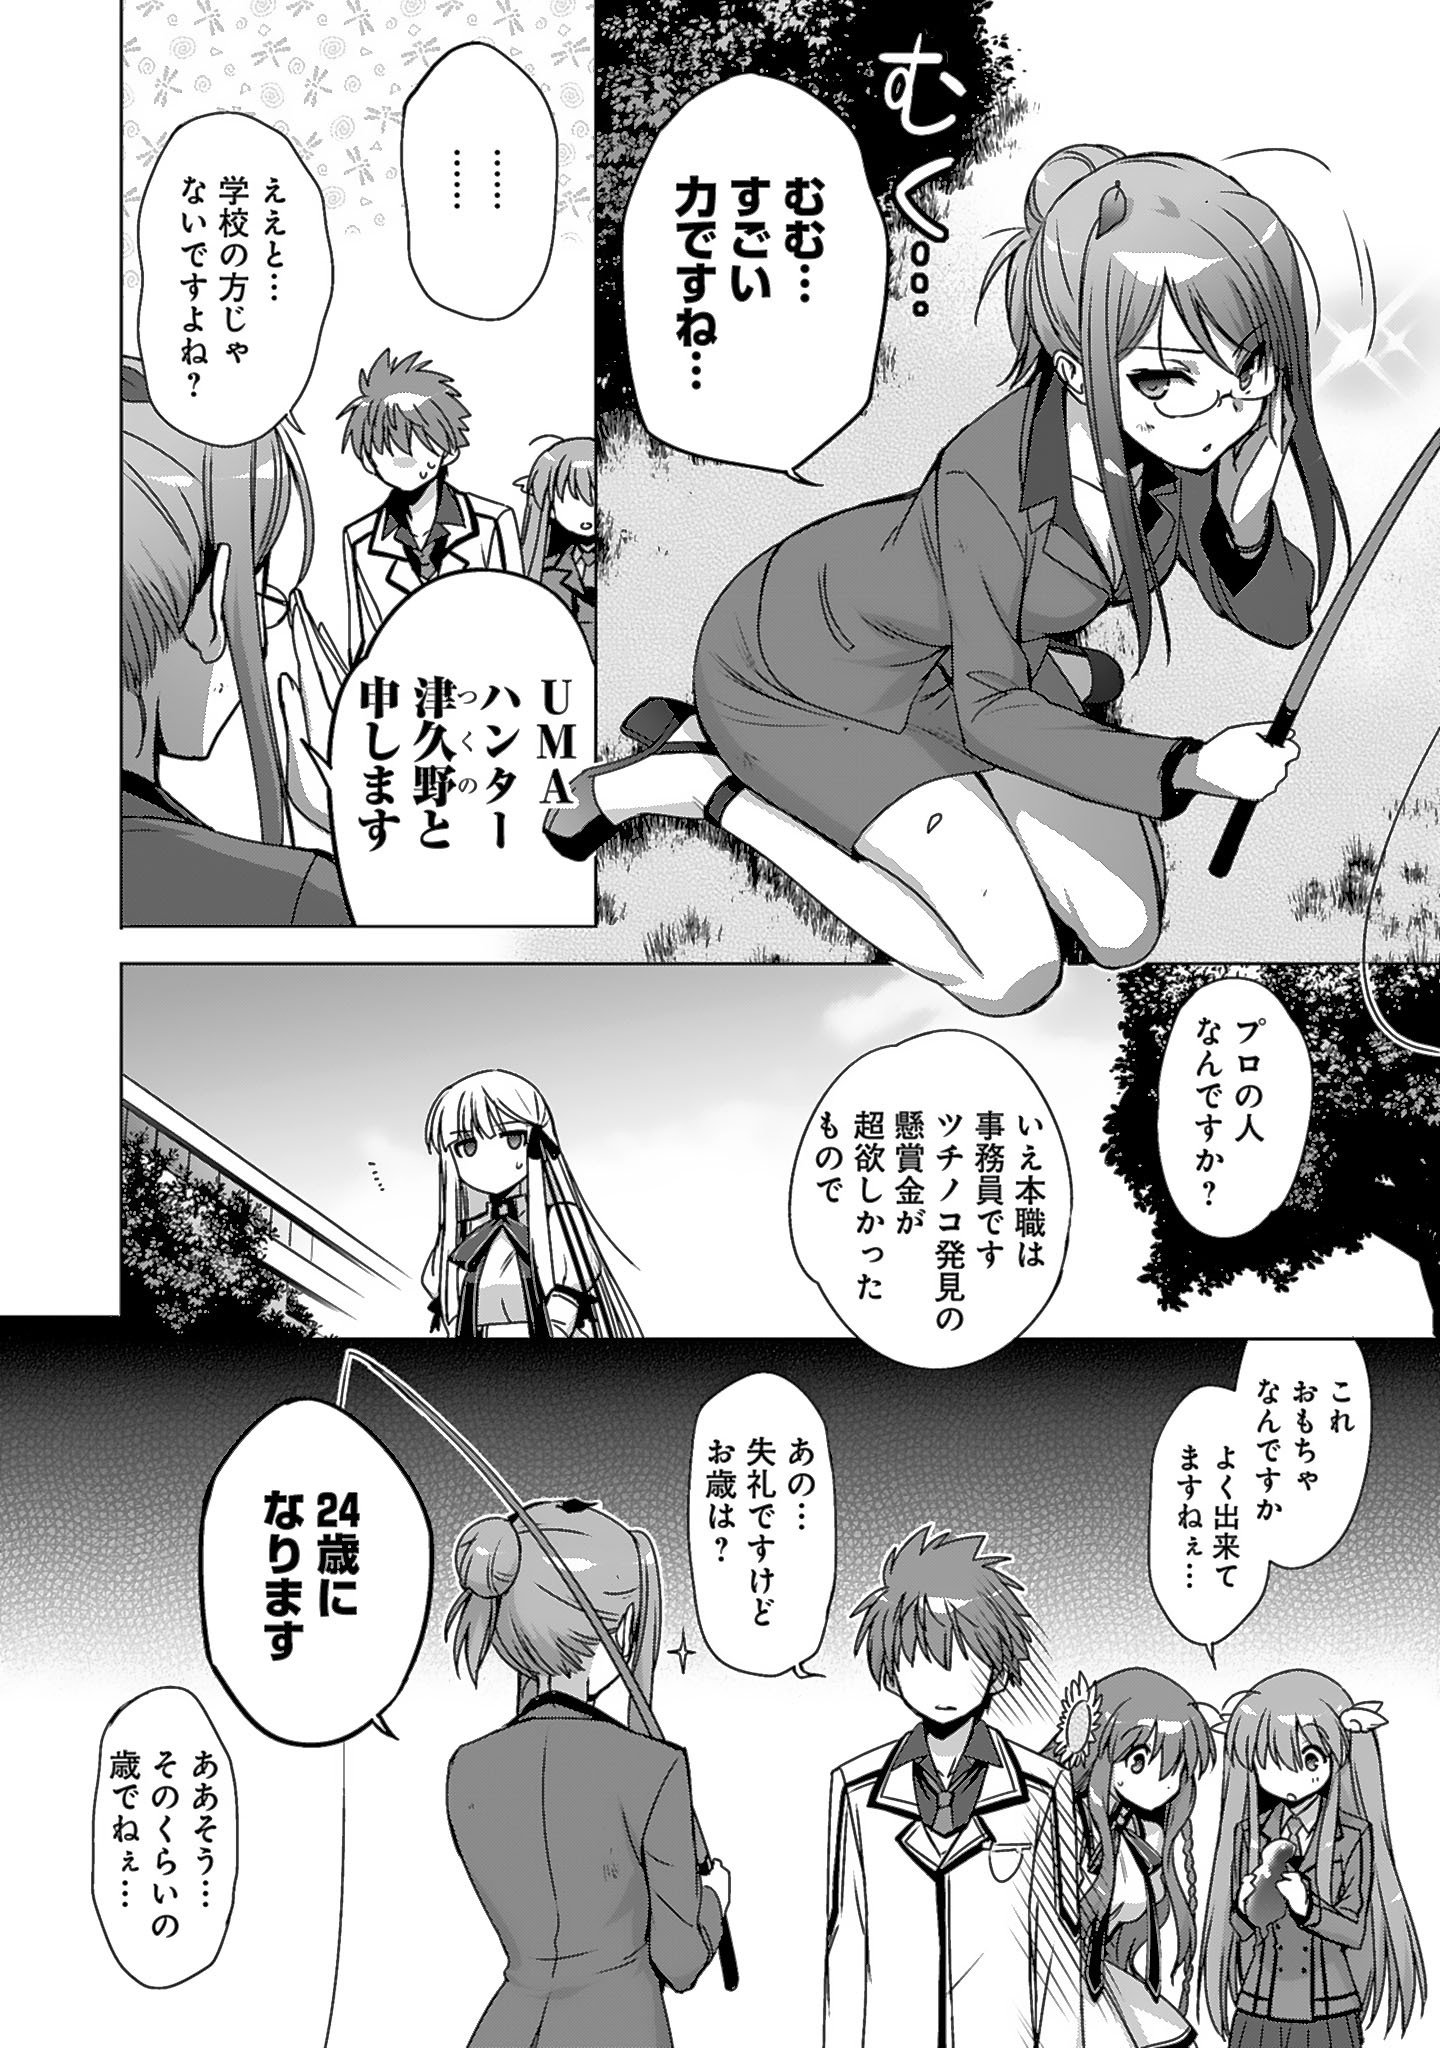 むく
むむ…
すごい
力ですね…
………
………
ええと…
学校の方じゃ
ないですよね？
UMA
ハンター
津久野と
つくの
申します
プロの人
なんですか？
いえ本職は
事務員です
ツチノコ発見の
懸賞金が
超欲しかった
もので
これ
おもちゃ
なんですか
よく出来て
ますねぇ…
あの…
失礼ですけど
お歳は？
24歳に
なります
ああそう…
そのくらいの
歳でねぇ…